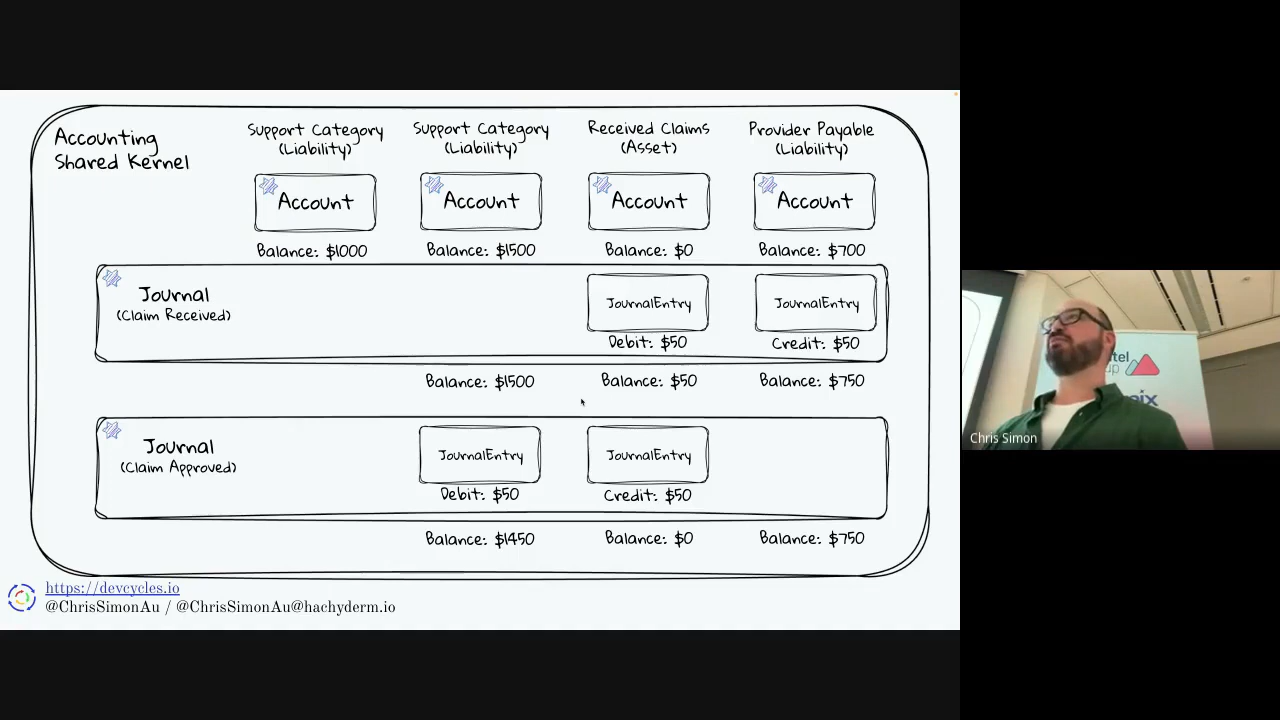 Accounting
Shared Kernel
Support Category
(Liability)
Support Category
(Liability)
Received Claims
(Asset)
Provider Payable
(Liability)
Account
Account
Account
Account
Balance: $1000
Balance: $1500
Balance: $0
Balance: $700
Journal
(Claim Received)
JournalEntry
JournalEntry
Debit: $50
Credit: $50
Balance: $1500
Balance: $50
Balance: $750
Journal
(Claim Approved)
JournalEntry
JournalEntry
Debit: $50
Credit: $50
Balance: $1450
Balance: $0
Balance: $750
https://devcycles.io
@ChrisSimonAu / @ChrisSimonAu@hachyderm.io
Chris Simon